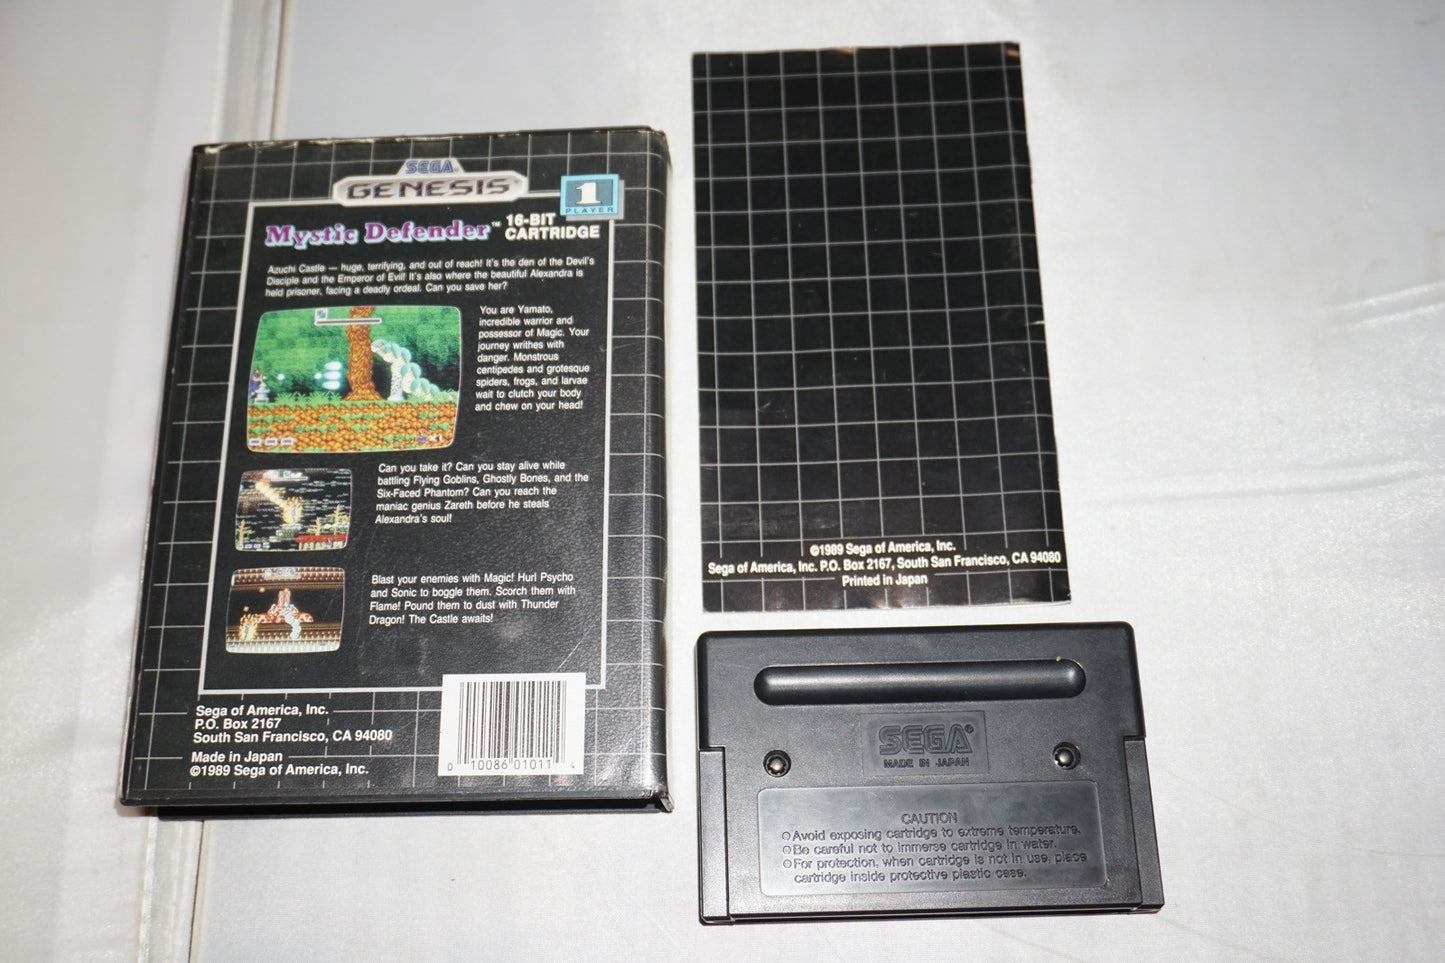 SEGA
GENESIS
1
PLAYER
Mystic Defender™ 16-BIT
CARTRIDGE
Azuchi Castle — huge, terrifying, and out of reach! It's the den of the Devil's
Disciple and the Emperor of Evil! It's also where the beautiful Alexandra is
held prisoner, facing a deadly ordeal. Can you save her?
You are Yamato,
incredible warrior and
possessor of Magic. Your
journey writhes with
danger. Monstrous
centipedes and grotesque
spiders, frogs, and larvae
wait to clutch your body
and chew on your head!
Can you take it? Can you stay alive while
battling Flying Goblins, Ghostly Bones, and the
Six-Faced Phantom? Can you reach the
maniac genius Zareth before he steals
Alexandra's soul!
Blast your enemies with Magic! Hurl Psycho
and Sonic to boggle them. Scorch them with
Flame! Pound them to dust with Thunder
Dragon! The Castle awaits!
Sega of America, Inc.
P.O. Box 2167
South San Francisco, CA 94080
Made in Japan
©1989 Sega of America, Inc.
0 10086 01011 4
©1989 Sega of America, Inc.
Sega of America, Inc. P.O. Box 2167, South San Francisco, CA 94080
Printed in Japan
SEGA®
MADE IN JAPAN
CAUTION
Avoid exposing cartridge to extreme temperature.
Be careful not to immerse cartridge in water.
For protection, when cartridge is not in use, place
cartridge inside protective plastic case.